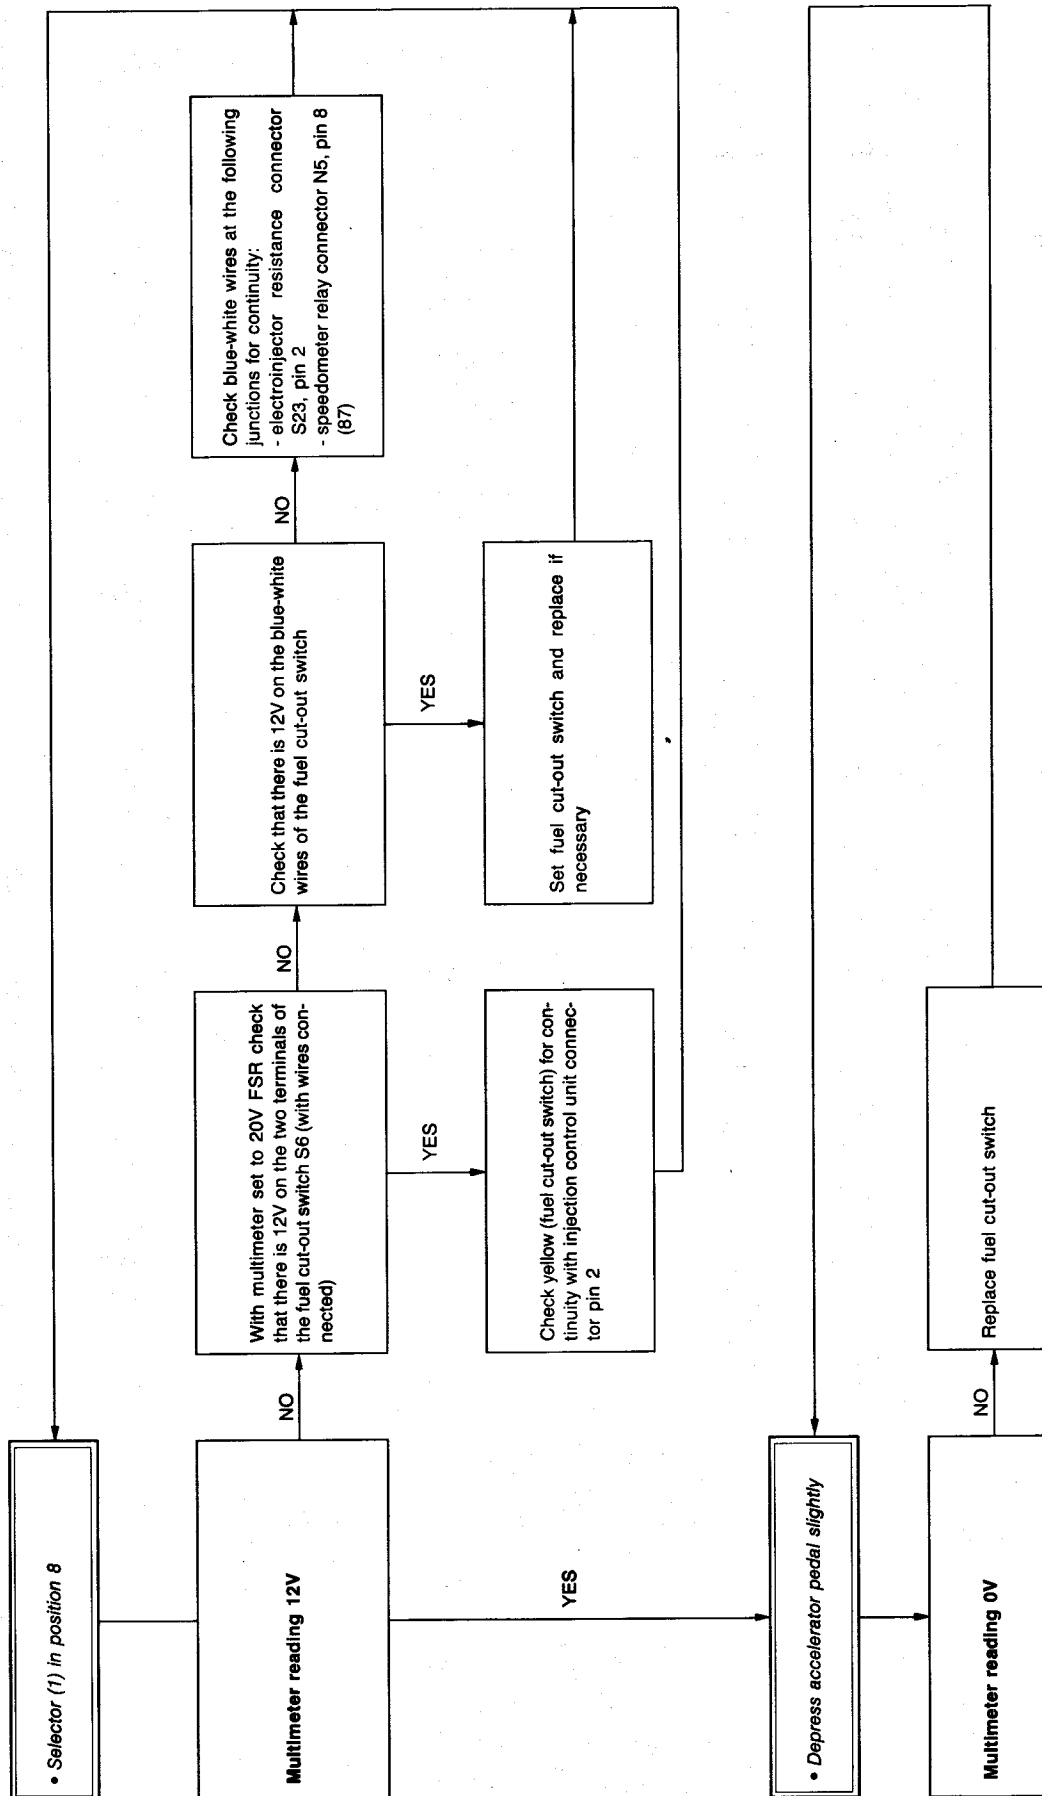 • Selector (1) in position 8
Multimeter reading 12V
NO
With multimeter set to 20V FSR check
that there is 12V on the two terminals of
the fuel cut-out switch S6 (with wires con-
nected)
NO
Check that there is 12V on the blue-white
wires of the fuel cut-out switch
NO
Check blue-white wires at the following
junctions for continuity:
- electroinjector resistance connector
S23, pin 2
- speedometer relay connector N5, pin 8
(87)
YES
Check yellow (fuel cut-out switch) for con-
tinuity with injection control unit connec-
tor pin 2
YES
Set fuel cut-out switch and replace if
necessary
YES
• Depress accelerator pedal slightly
Multimeter reading 0V
NO
Replace fuel cut-out switch